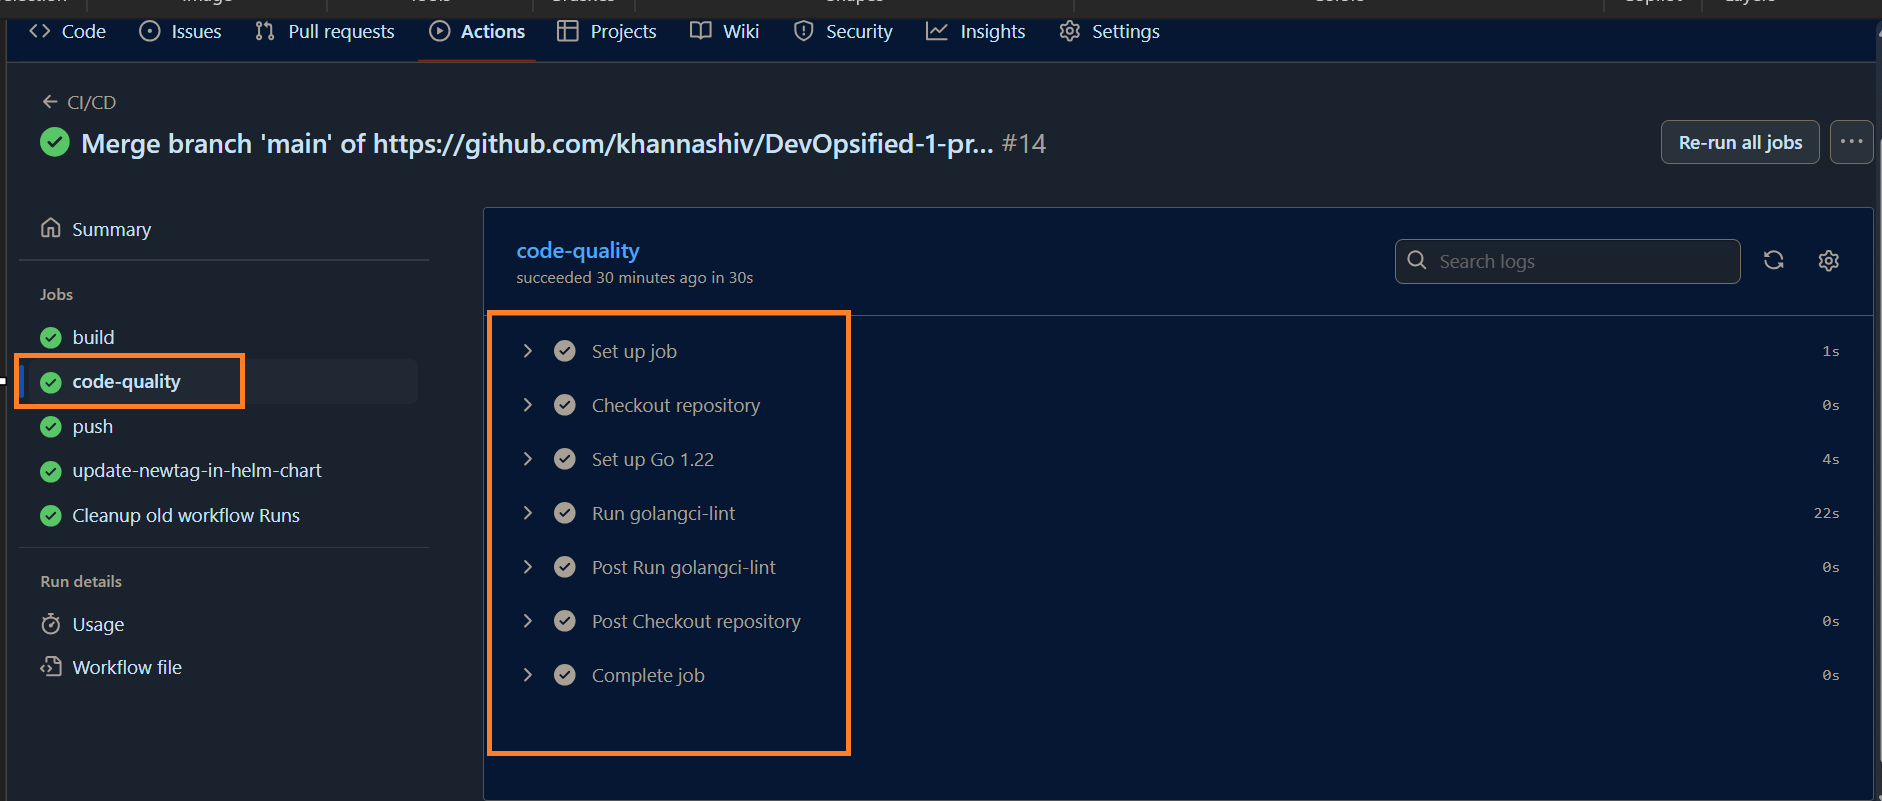 Code Issues Pull requests Actions Projects Wiki Security Insights Settings
CI/CD
Merge branch 'main' of https://github.com/khannashiv/DevOpsified-1-pr... #14
Re-run all jobs
Summary
Jobs
build
code-quality
push
update-newtag-in-helm-chart
Cleanup old workflow Runs
Run details
Usage
Workflow file
code-quality
succeeded 30 minutes ago in 30s
Search logs
Set up job 1s
Checkout repository 0s
Set up Go 1.22 4s
Run golangci-lint 22s
Post Run golangci-lint 0s
Post Checkout repository 0s
Complete job 0s